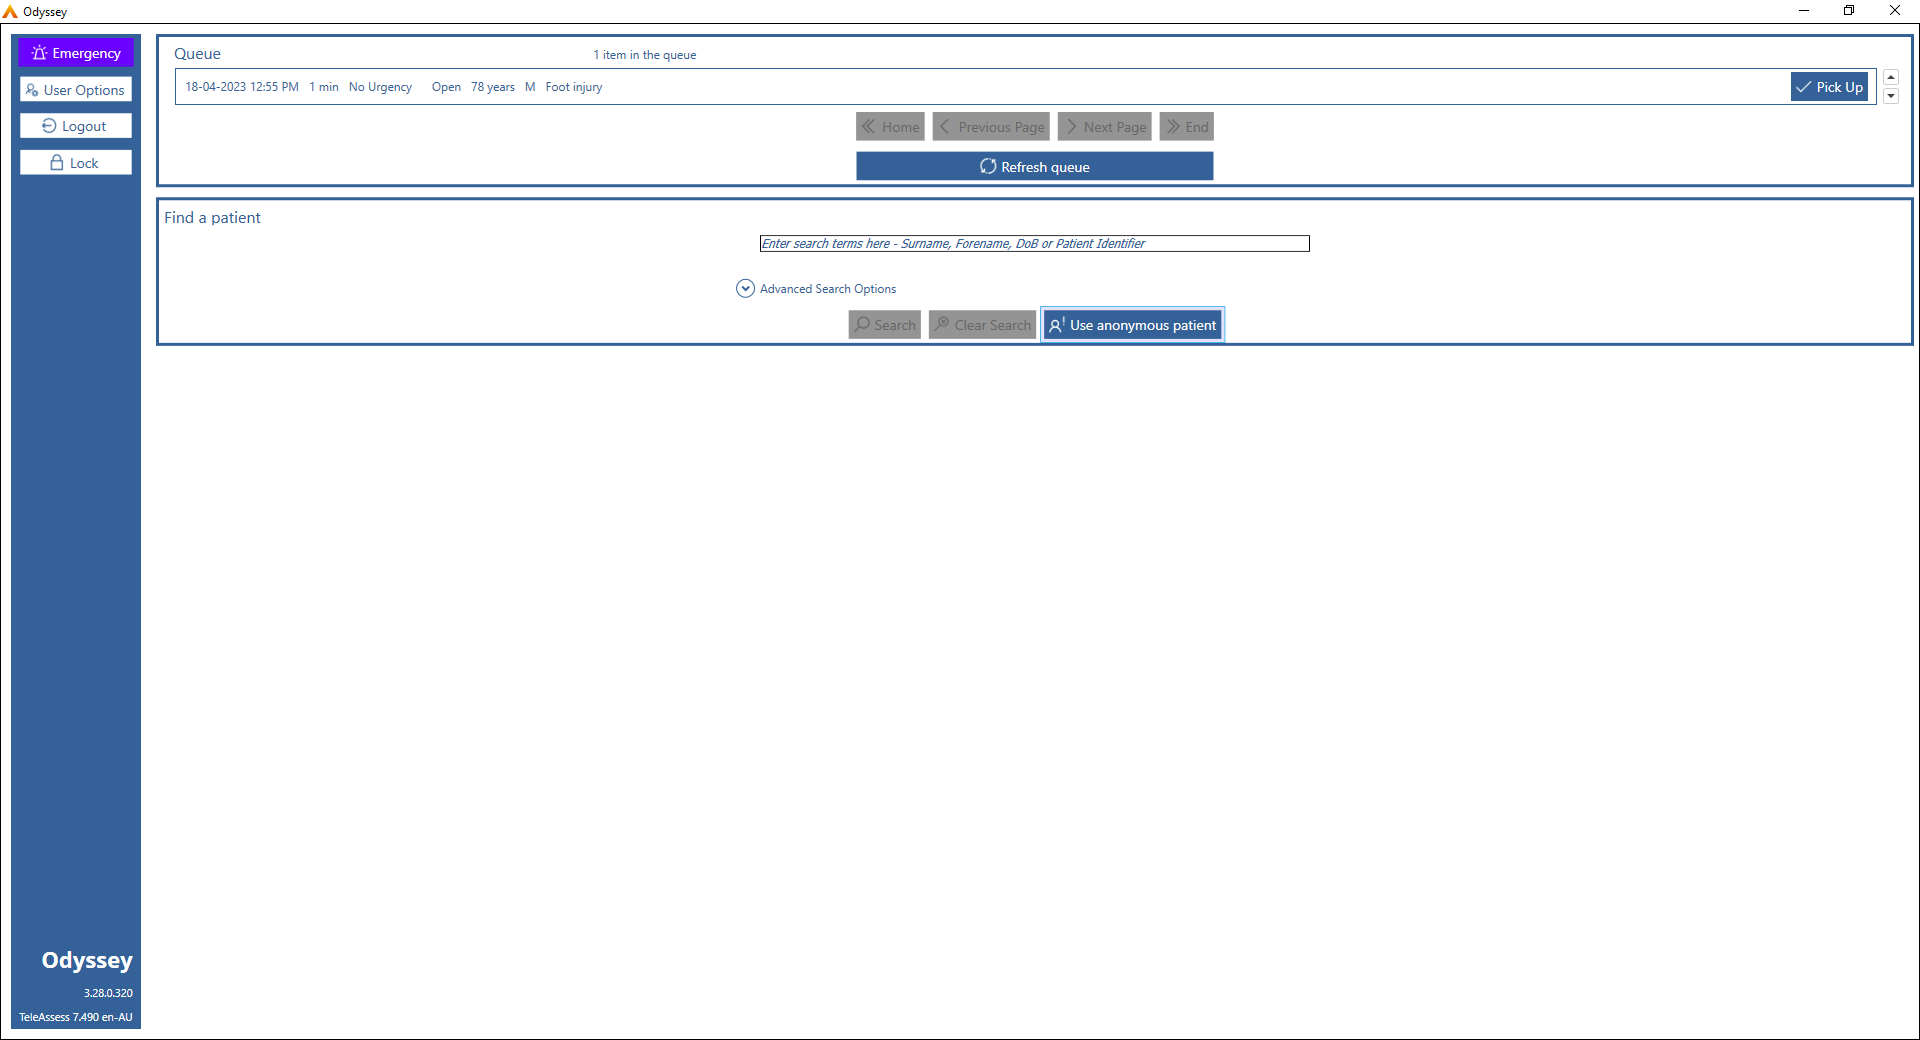 Odyssey
Emergency
User Options
Logout
Lock
Queue 1 item in the queue
18-04-2023 12:55 PM 1 min No Urgency Open 78 years M Foot injury Pick Up
Home Previous Page Next Page End
Refresh queue
Find a patient
Enter search terms here - Surname, Forename, DoB or Patient Identifier
Advanced Search Options
Search Clear Search Use anonymous patient
Odyssey
3.28.0.320
TeleAssess 7.490 en-AU